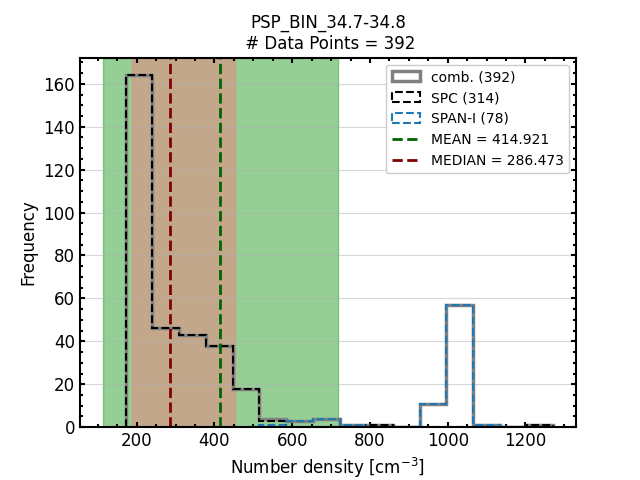 PSP_BIN_34.7-34.8
# Data Points = 392
comb. (392)
SPC (314)
SPAN-I (78)
MEAN = 414.921
MEDIAN = 286.473
Frequency
160
140
120
100
80
60
40
20
0
200 400 600 800 1000 1200
Number density [cm⁻³]